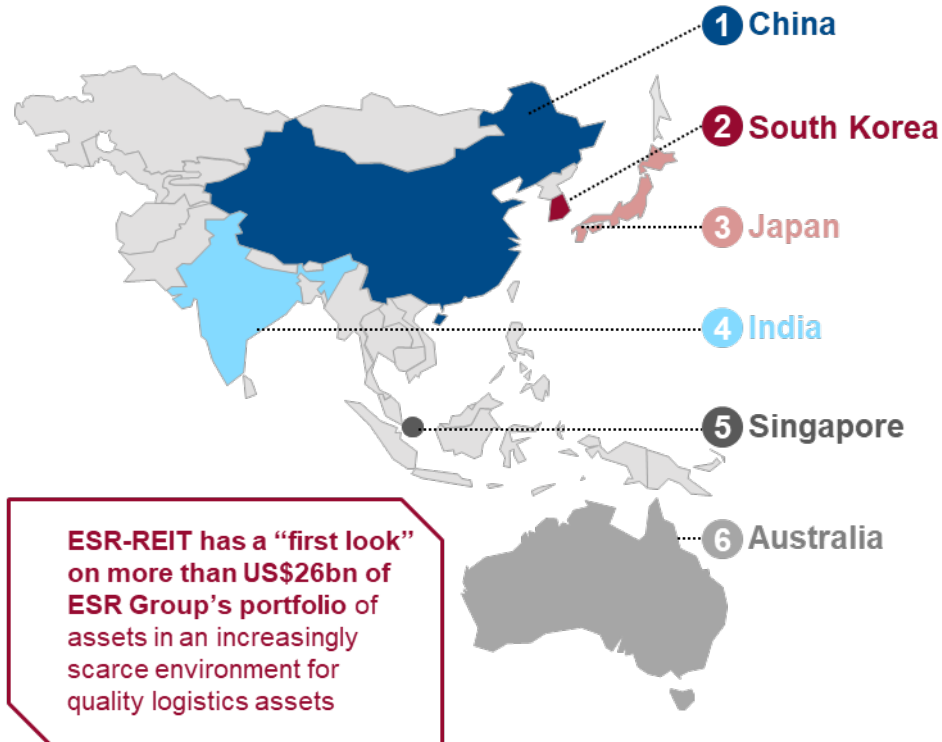 1 China
2 South Korea
3 Japan
4 India
5 Singapore
6 Australia
ESR-REIT has a “first look”
on more than US$26bn of
ESR Group’s portfolio of
assets in an increasingly
scarce environment for
quality logistics assets